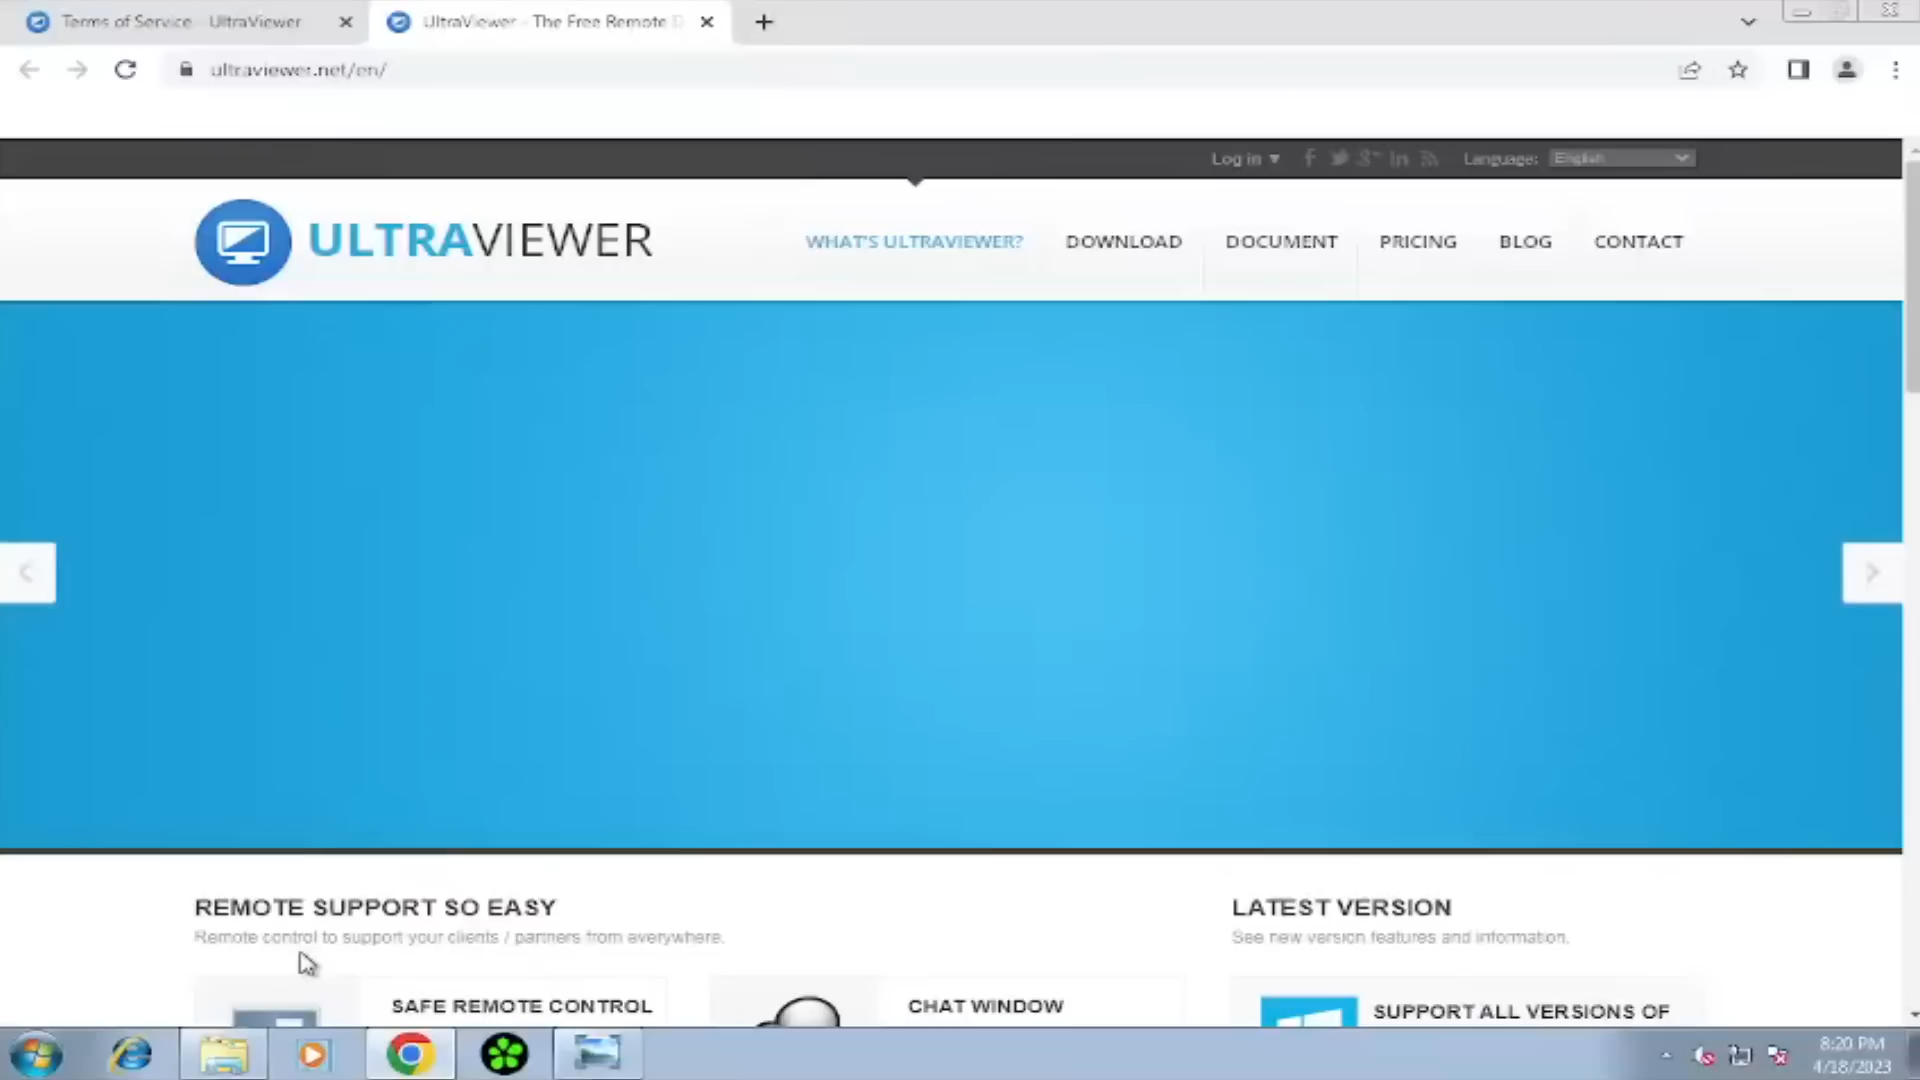 Terms of Service - UltraViewer
UltraViewer - The Free Remote D
ultraviewer.net/en/
Log in ▾
Language: English
ULTRAVIEWER
WHAT'S ULTRAVIEWER?
DOWNLOAD
DOCUMENT
PRICING
BLOG
CONTACT
REMOTE SUPPORT SO EASY
Remote control to support your clients / partners from everywhere.
LATEST VERSION
See new version features and information.
SAFE REMOTE CONTROL
CHAT WINDOW
SUPPORT ALL VERSIONS OF
8:20 PM
4/18/2023